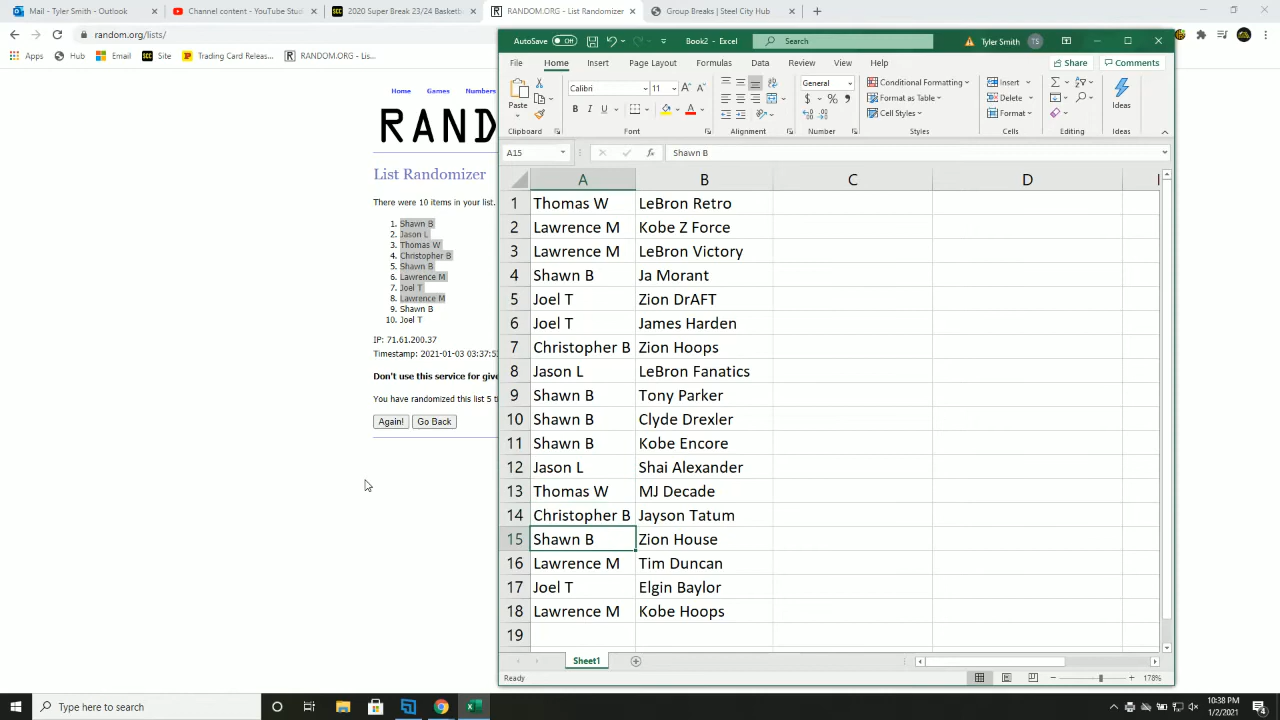 Mail - Tyler Smith - Outlook
Channel content - YouTube Stud
2020 Super Break 23/24 Basketb
RANDOM.ORG - List Randomizer
Group Breaks | Steel City Hub
random.org/lists/
Apps
Hub
Email
Site
Trading Card Releas...
RANDOM.ORG - Lis...
Home
Games
Numbers
RAND
List Randomizer
There were 10 items in your list.
1. Shawn B
2. Jason L
3. Thomas W
4. Christopher B
5. Shawn B
6. Lawrence M
7. Joel T
8. Lawrence M
9. Shawn B
10. Joel T
IP: 71.61.200.37
Timestamp: 2021-01-03 03:37:5
Don't use this service for give
You have randomized this list 5 ti
Again!
Go Back
AutoSave
Off
Book2 - Excel
Search
Tyler Smith
TS
File
Home
Insert
Page Layout
Formulas
Data
Review
View
Help
Share
Comments
Paste
Clipboard
Calibri
11
B
I
U
Font
Alignment
General
Number
Conditional Formatting
Format as Table
Cell Styles
Styles
Insert
Delete
Format
Cells
Editing
Ideas
Ideas
A15
Shawn B
A B C D
1 Thomas W LeBron Retro
2 Lawrence M Kobe Z Force
3 Lawrence M LeBron Victory
4 Shawn B Ja Morant
5 Joel T Zion DrAFT
6 Joel T James Harden
7 Christopher B Zion Hoops
8 Jason L LeBron Fanatics
9 Shawn B Tony Parker
10 Shawn B Clyde Drexler
11 Shawn B Kobe Encore
12 Jason L Shai Alexander
13 Thomas W MJ Decade
14 Christopher B Jayson Tatum
15 Shawn B Zion House
16 Lawrence M Tim Duncan
17 Joel T Elgin Baylor
18 Lawrence M Kobe Hoops
19
Sheet1
Ready
178%
Type here to search
10:38 PM
1/2/2021